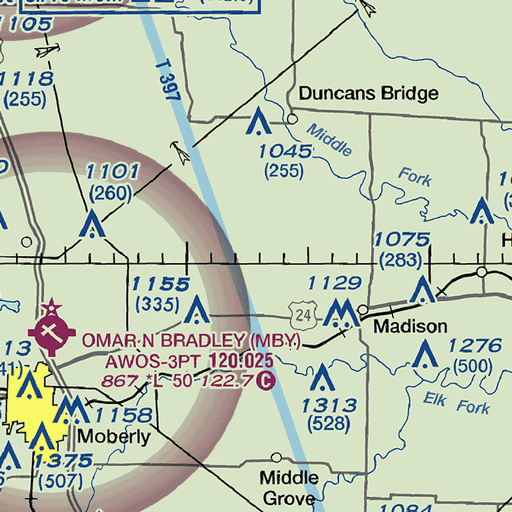 1105
1118
(255)
T 397
Duncans Bridge
1045
(255)
Middle
Fork
1101
(260)
1075
(283)
1155
(335)
1129
24
Madison
OMAR N BRADLEY (MBY)
AWOS-3PT 120.025
867 *L 50 122.7 C
1276
(500)
1313
(528)
Elk Fork
1158
Moberly
1375
(507)
Middle
Grove
1084